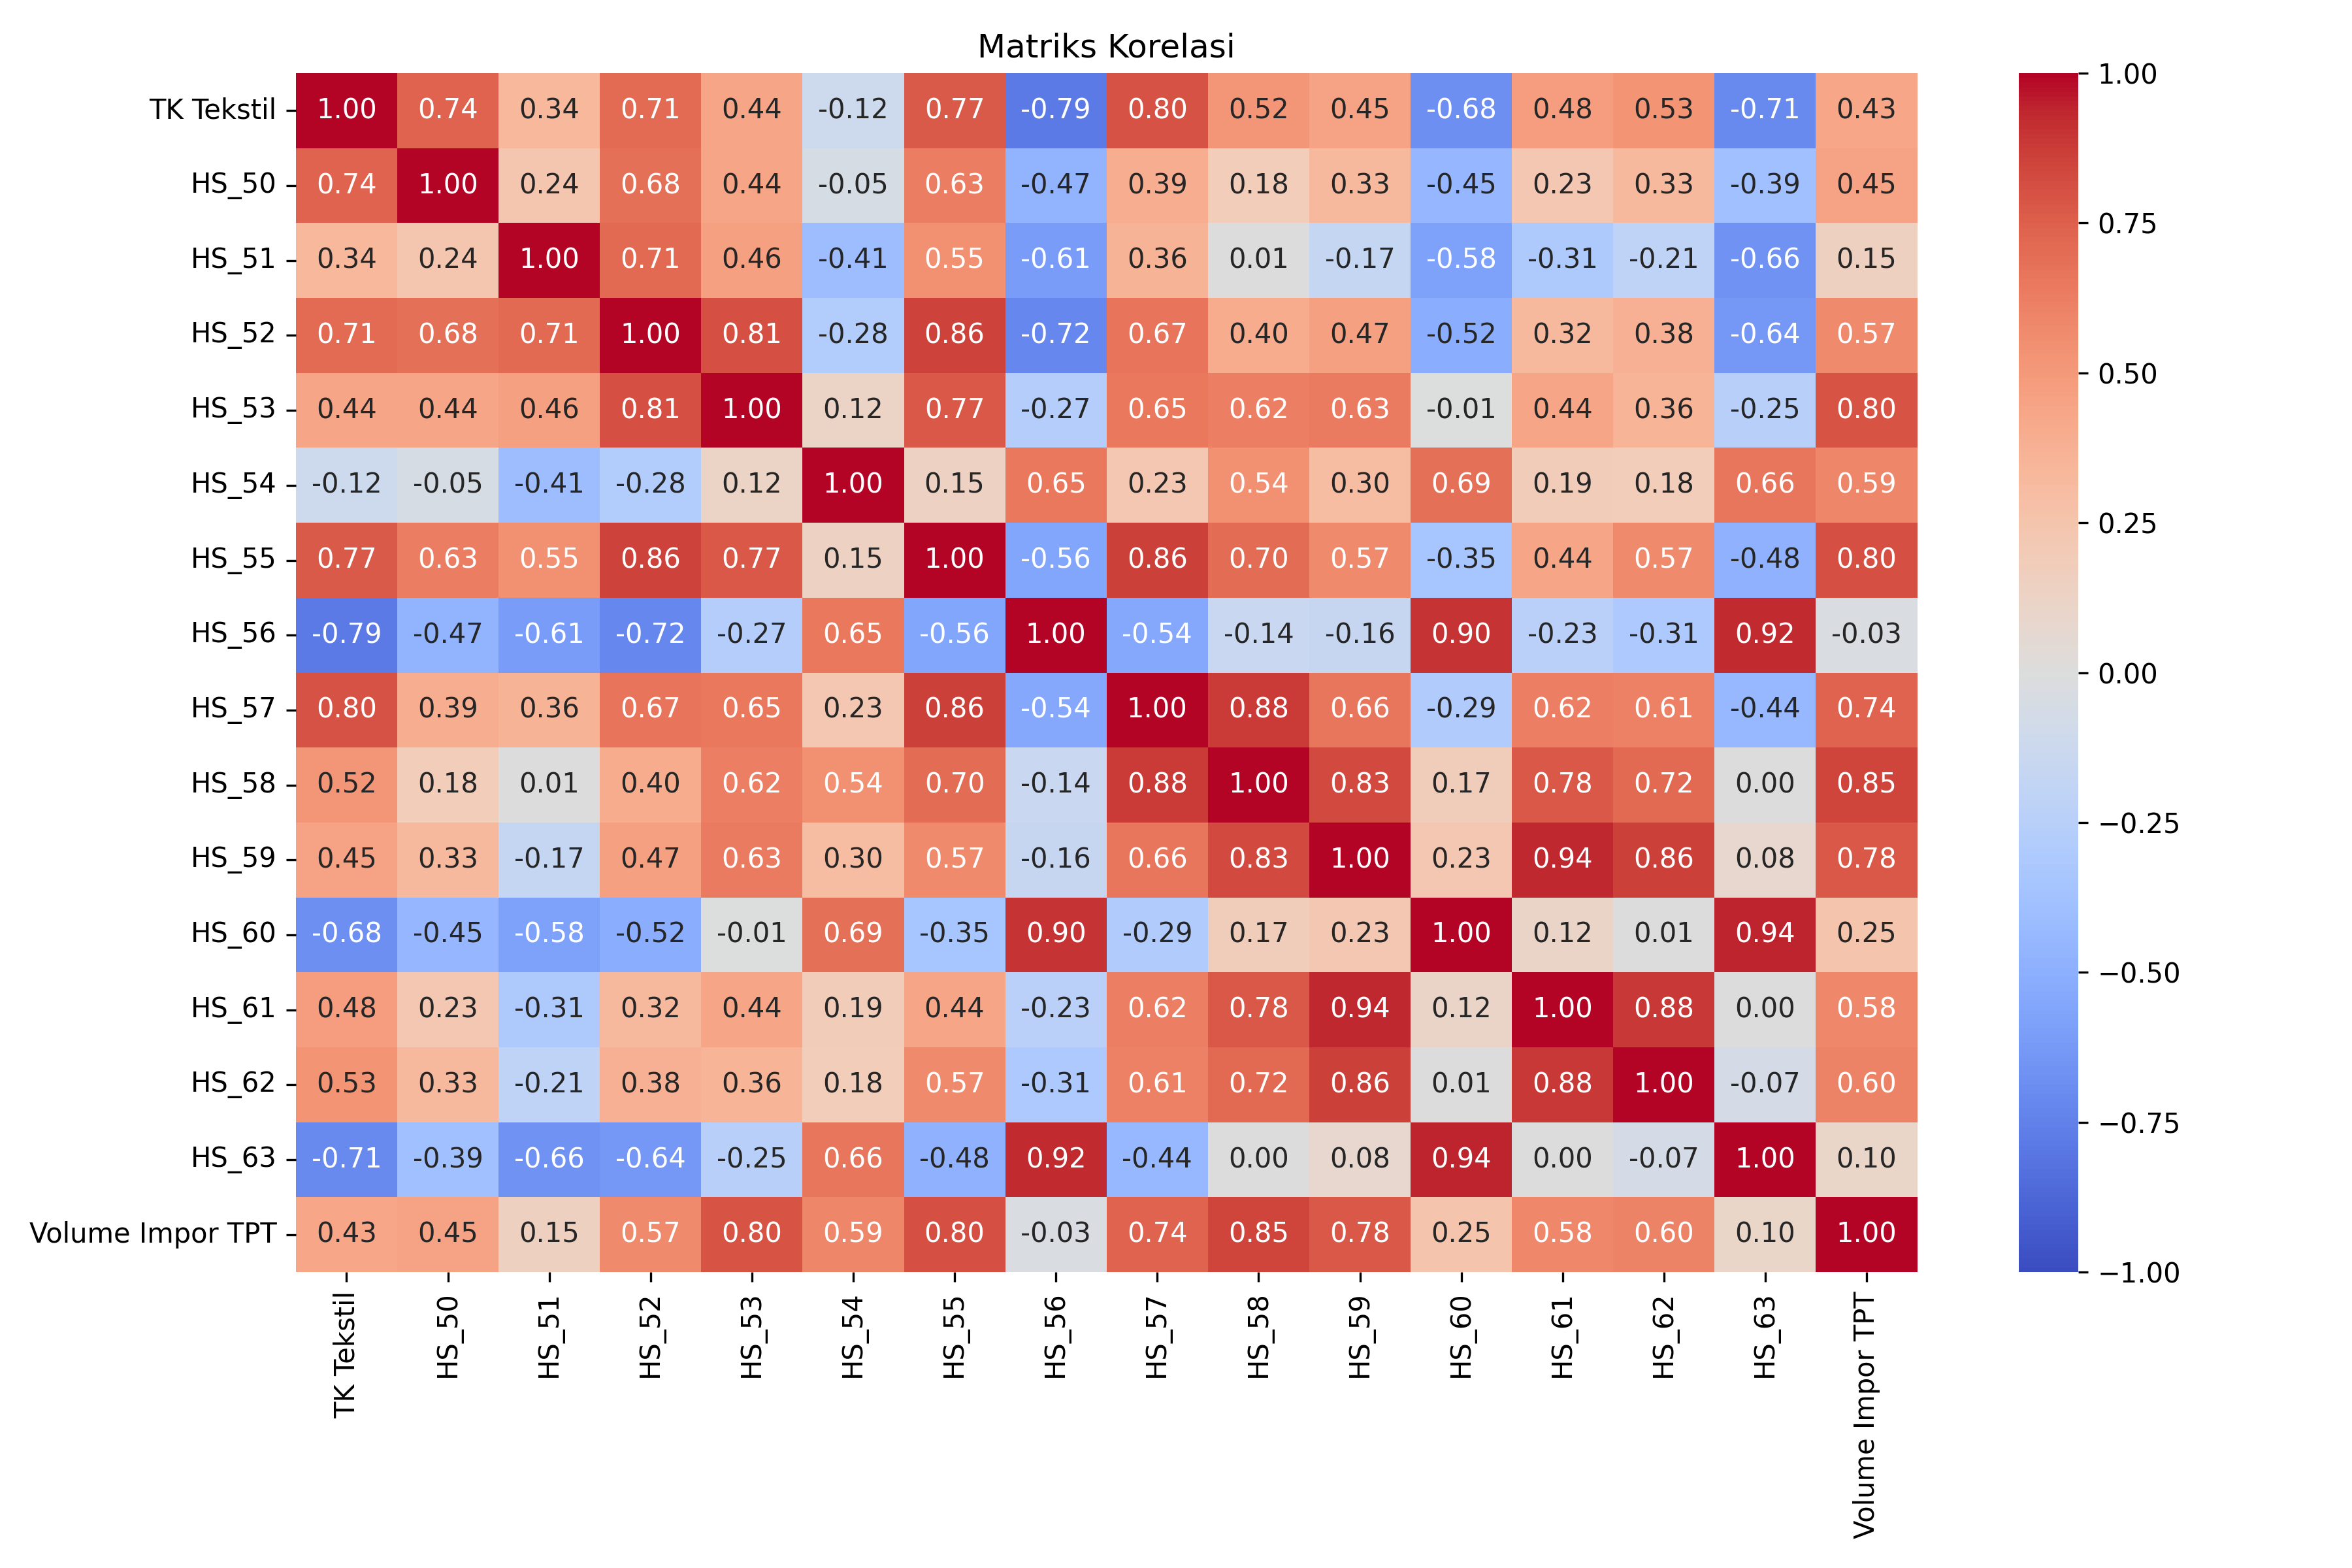 Matriks Korelasi
TK Tekstil 1.00 0.74 0.34 0.71 0.44 -0.12 0.77 -0.79 0.80 0.52 0.45 -0.68 0.48 0.53 -0.71 0.43
HS_50 0.74 1.00 0.24 0.68 0.44 -0.05 0.63 -0.47 0.39 0.18 0.33 -0.45 0.23 0.33 -0.39 0.45
HS_51 0.34 0.24 1.00 0.71 0.46 -0.41 0.55 -0.61 0.36 0.01 -0.17 -0.58 -0.31 -0.21 -0.66 0.15
HS_52 0.71 0.68 0.71 1.00 0.81 -0.28 0.86 -0.72 0.67 0.40 0.47 -0.52 0.32 0.38 -0.64 0.57
HS_53 0.44 0.44 0.46 0.81 1.00 0.12 0.77 -0.27 0.65 0.62 0.63 -0.01 0.44 0.36 -0.25 0.80
HS_54 -0.12 -0.05 -0.41 -0.28 0.12 1.00 0.15 0.65 0.23 0.54 0.30 0.69 0.19 0.18 0.66 0.59
HS_55 0.77 0.63 0.55 0.86 0.77 0.15 1.00 -0.56 0.86 0.70 0.57 -0.35 0.44 0.57 -0.48 0.80
HS_56 -0.79 -0.47 -0.61 -0.72 -0.27 0.65 -0.56 1.00 -0.54 -0.14 -0.16 0.90 -0.23 -0.31 0.92 -0.03
HS_57 0.80 0.39 0.36 0.67 0.65 0.23 0.86 -0.54 1.00 0.88 0.66 -0.29 0.62 0.61 -0.44 0.74
HS_58 0.52 0.18 0.01 0.40 0.62 0.54 0.70 -0.14 0.88 1.00 0.83 0.17 0.78 0.72 0.00 0.85
HS_59 0.45 0.33 -0.17 0.47 0.63 0.30 0.57 -0.16 0.66 0.83 1.00 0.23 0.94 0.86 0.08 0.78
HS_60 -0.68 -0.45 -0.58 -0.52 -0.01 0.69 -0.35 0.90 -0.29 0.17 0.23 1.00 0.12 0.01 0.94 0.25
HS_61 0.48 0.23 -0.31 0.32 0.44 0.19 0.44 -0.23 0.62 0.78 0.94 0.12 1.00 0.88 0.00 0.58
HS_62 0.53 0.33 -0.21 0.38 0.36 0.18 0.57 -0.31 0.61 0.72 0.86 0.01 0.88 1.00 -0.07 0.60
HS_63 -0.71 -0.39 -0.66 -0.64 -0.25 0.66 -0.48 0.92 -0.44 0.00 0.08 0.94 0.00 -0.07 1.00 0.10
Volume Impor TPT 0.43 0.45 0.15 0.57 0.80 0.59 0.80 -0.03 0.74 0.85 0.78 0.25 0.58 0.60 0.10 1.00
TK Tekstil
HS_50
HS_51
HS_52
HS_53
HS_54
HS_55
HS_56
HS_57
HS_58
HS_59
HS_60
HS_61
HS_62
HS_63
Volume Impor TPT
1.00
0.75
0.50
0.25
0.00
−0.25
−0.50
−0.75
−1.00